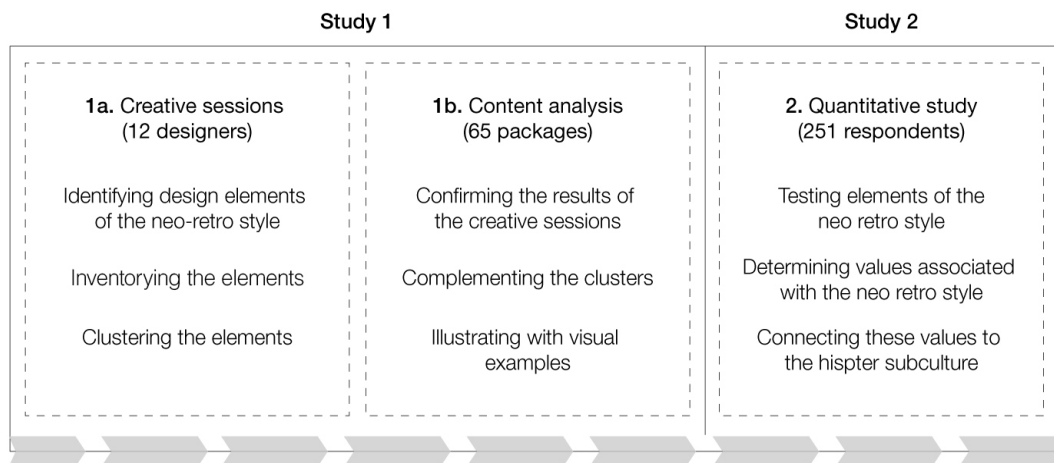 Study 1
Study 2
1a. Creative sessions
(12 designers)
Identifying design elements
of the neo-retro style
Inventorying the elements
Clustering the elements
1b. Content analysis
(65 packages)
Confirming the results of
the creative sessions
Complementing the clusters
Illustrating with visual
examples
2. Quantitative study
(251 respondents)
Testing elements of the
neo retro style
Determining values associated
with the neo retro style
Connecting these values to
the hispter subculture